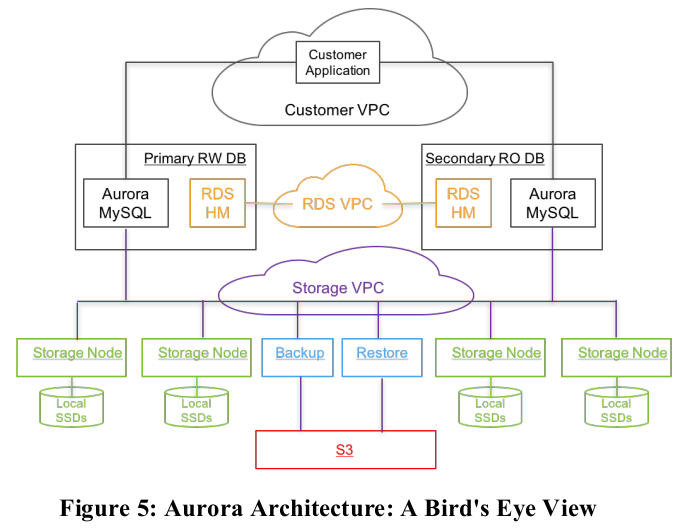 Customer
Application
Customer VPC
Primary RW DB
Secondary RO DB
Aurora
MySQL
RDS
HM
RDS VPC
RDS
HM
Aurora
MySQL
Storage VPC
Storage Node
Storage Node
Backup
Restore
Storage Node
Storage Node
Local
SSDs
Local
SSDs
Local
SSDs
Local
SSDs
S3
Figure 5: Aurora Architecture: A Bird's Eye View